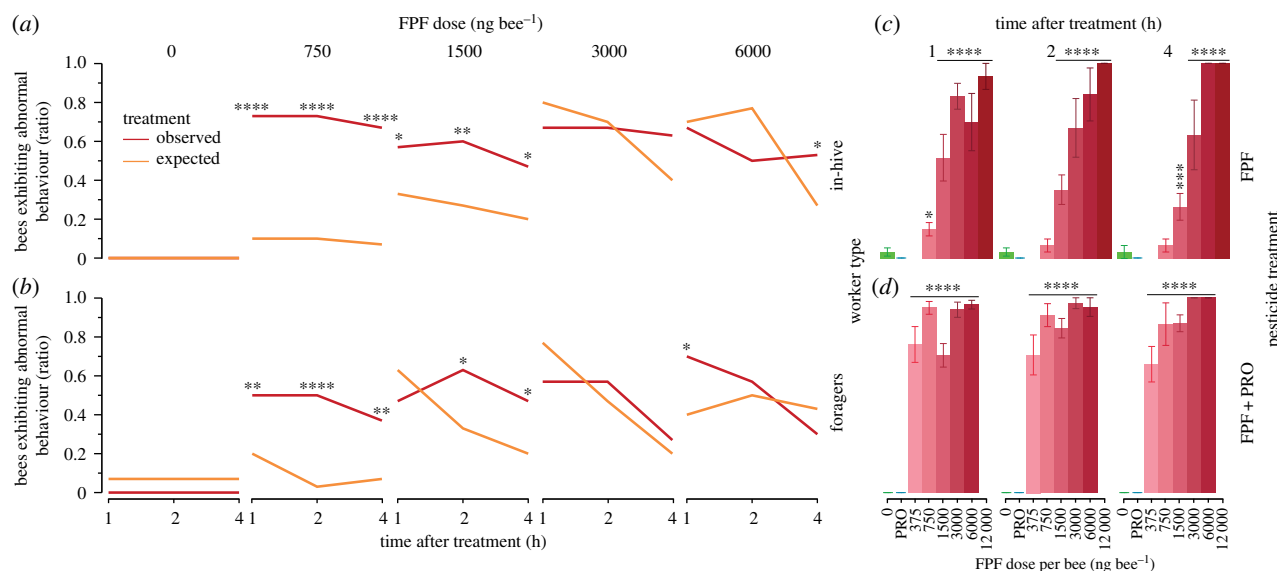 (a)
FPF dose (ng bee–1)
0 750 1500 3000 6000
bees exhibiting abnormal
behaviour (ratio)
1.0
0.8
0.6
0.4
0.2
0
treatment
observed
expected
**** **** ****
* ** *
*
in-hive
(b)
bees exhibiting abnormal
behaviour (ratio)
1.0
0.8
0.6
0.4
0.2
0
** **** **
* *
*
foragers
worker type
1 2 4 1 2 4 1 2 4 1 2 4 1 2 4
time after treatment (h)
(c)
time after treatment (h)
1 **** 2 **** 4 ****
*
***
FPF
(d)
**** **** ****
FPF + PRO
pesticide treatment
0 PRO 375 750 1500 3000 6000 12 000
0 PRO 375 750 1500 3000 6000 12 000
0 PRO 375 750 1500 3000 6000 12 000
FPF dose per bee (ng bee–1)